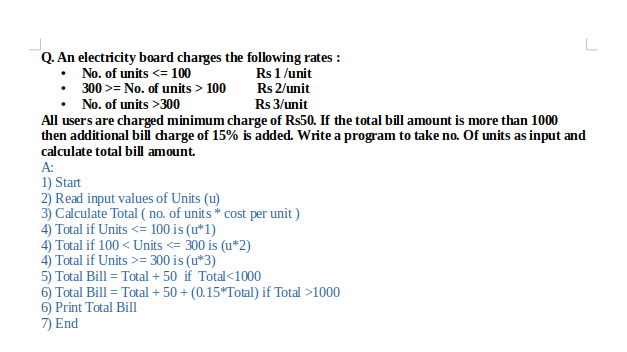 Q. An electricity board charges the following rates :
• No. of units <= 100 Rs 1 /unit
• 300 >= No. of units > 100 Rs 2/unit
• No. of units >300 Rs 3/unit
All users are charged minimum charge of Rs50. If the total bill amount is more than 1000
then additional bill charge of 15% is added. Write a program to take no. Of units as input and
calculate total bill amount.
A:
1) Start
2) Read input values of Units (u)
3) Calculate Total ( no. of units * cost per unit )
4) Total if Units <= 100 is (u*1)
4) Total if 100 < Units <= 300 is (u*2)
4) Total if Units >= 300 is (u*3)
5) Total Bill = Total + 50 if Total<1000
6) Total Bill = Total + 50 + (0.15*Total) if Total >1000
6) Print Total Bill
7) End